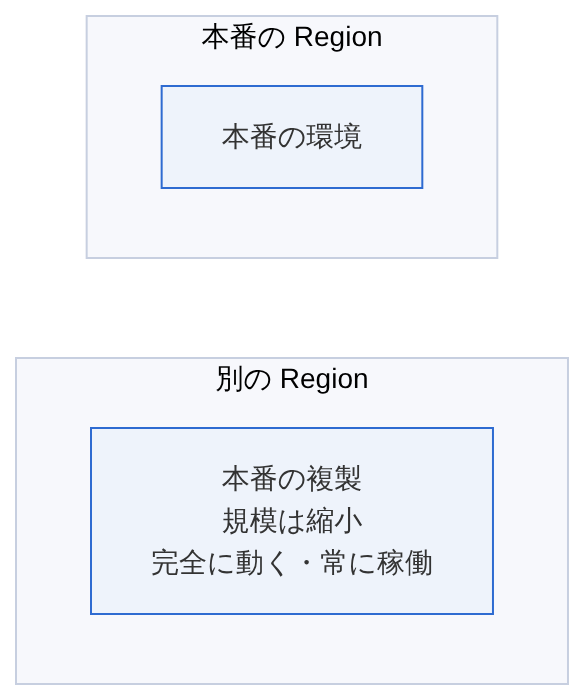 本番の Region
本番の環境
別の Region
本番の複製
規模は縮小
完全に動く・常に稼働